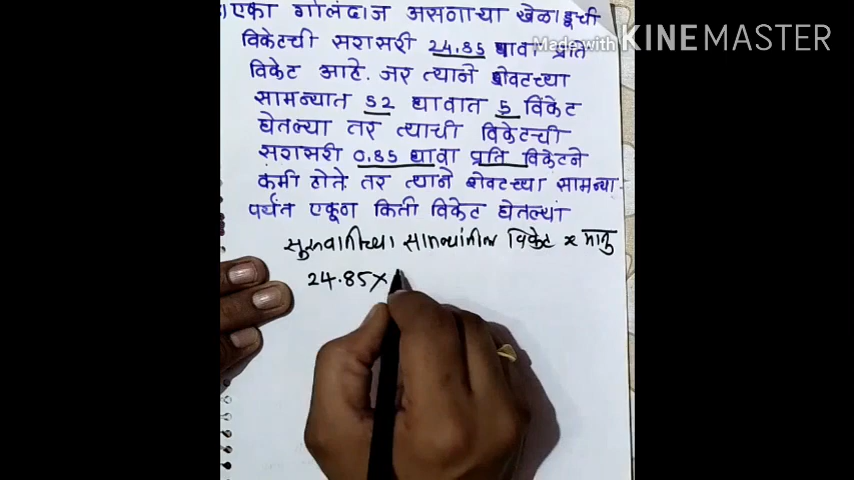 एका गोलंदाज असणाऱ्या खेळाडूची
विकेटची सरासरी 24.85 धावा प्रति
Made with KINEMASTER
विकेट आहे. जर त्याने शेवटच्या
सामन्यात 52 धावात 5 विकेट
घेतल्या तर त्याची विकेटची
सरासरी 0.85 धावा प्रति विकेटने
कमी होते. तर त्याने शेवटच्या सामन्या
पर्यंत एकूण किती विकेट घेतल्या
सुरुवातीच्या सामन्यांतील विकेट x मानु
24.85 ×